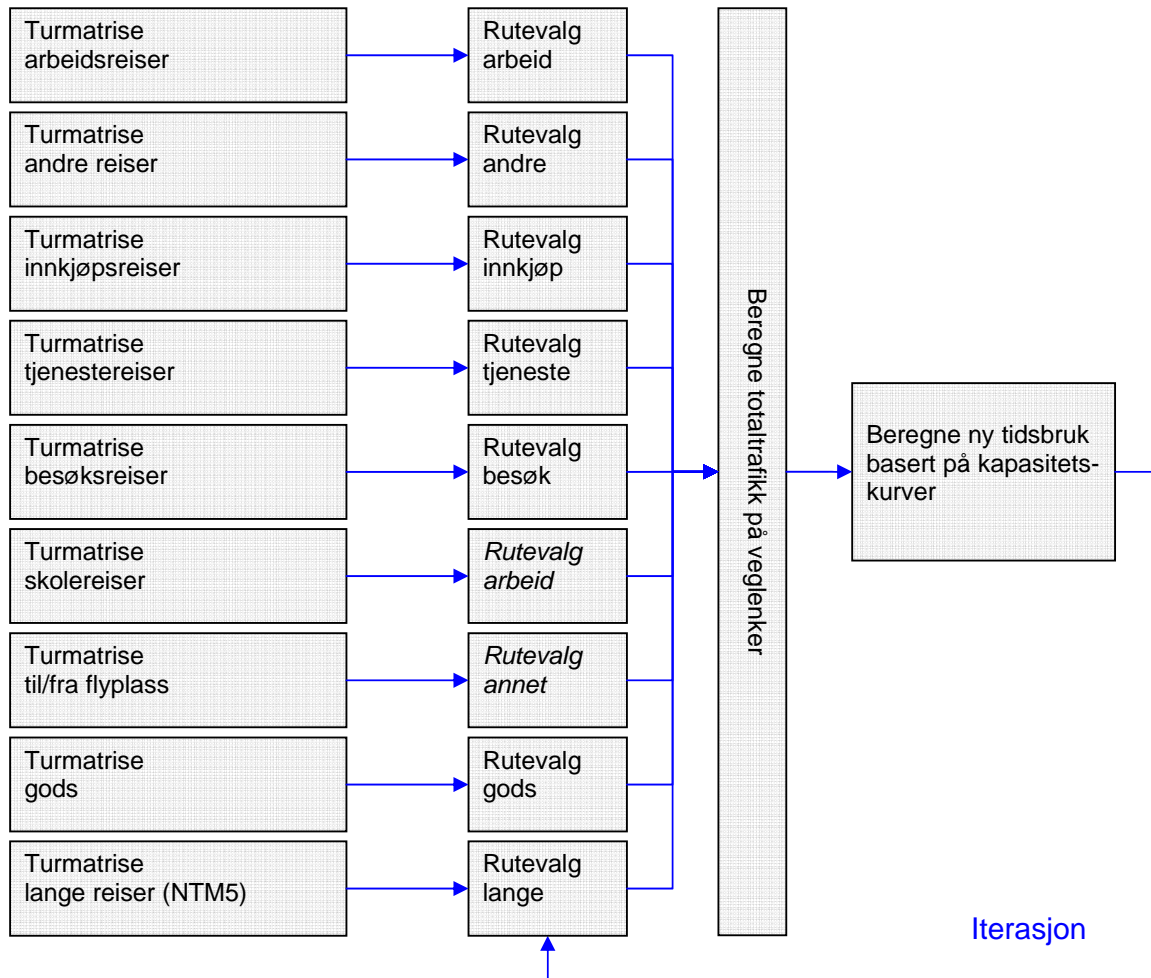 Turmatrise
arbeidsreiser
Rutevalg
arbeid
Turmatrise
andre reiser
Rutevalg
andre
Turmatrise
innkjøpsreiser
Rutevalg
innkjøp
Turmatrise
tjenestereiser
Rutevalg
tjeneste
Turmatrise
besøksreiser
Rutevalg
besøk
Turmatrise
skolereiser
Rutevalg
arbeid
Turmatrise
til/fra flyplass
Rutevalg
annet
Turmatrise
gods
Rutevalg
gods
Turmatrise
lange reiser (NTM5)
Rutevalg
lange
Beregne totaltrafikk på veglenker
Beregne ny tidsbruk
basert på kapasitets-
kurver
Iterasjon